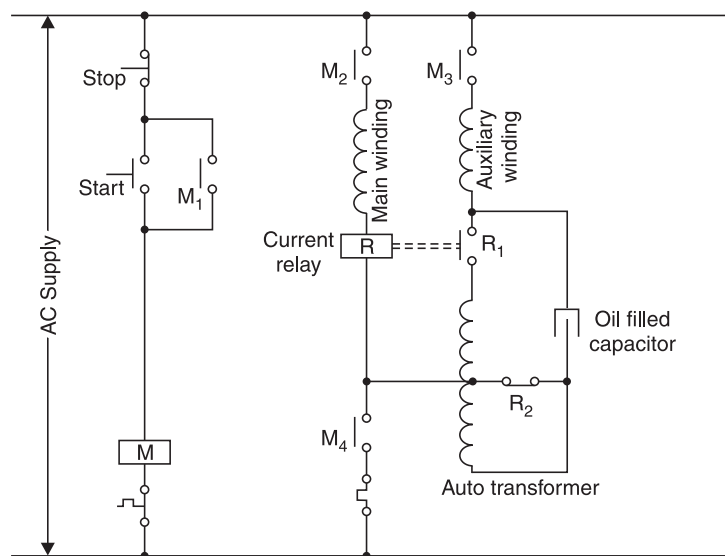 Stop
Start
M1
M
AC Supply
M2
Main winding
Current
relay
R
M4
M3
Auxiliary
winding
R1
R2
Oil filled
capacitor
Auto transformer